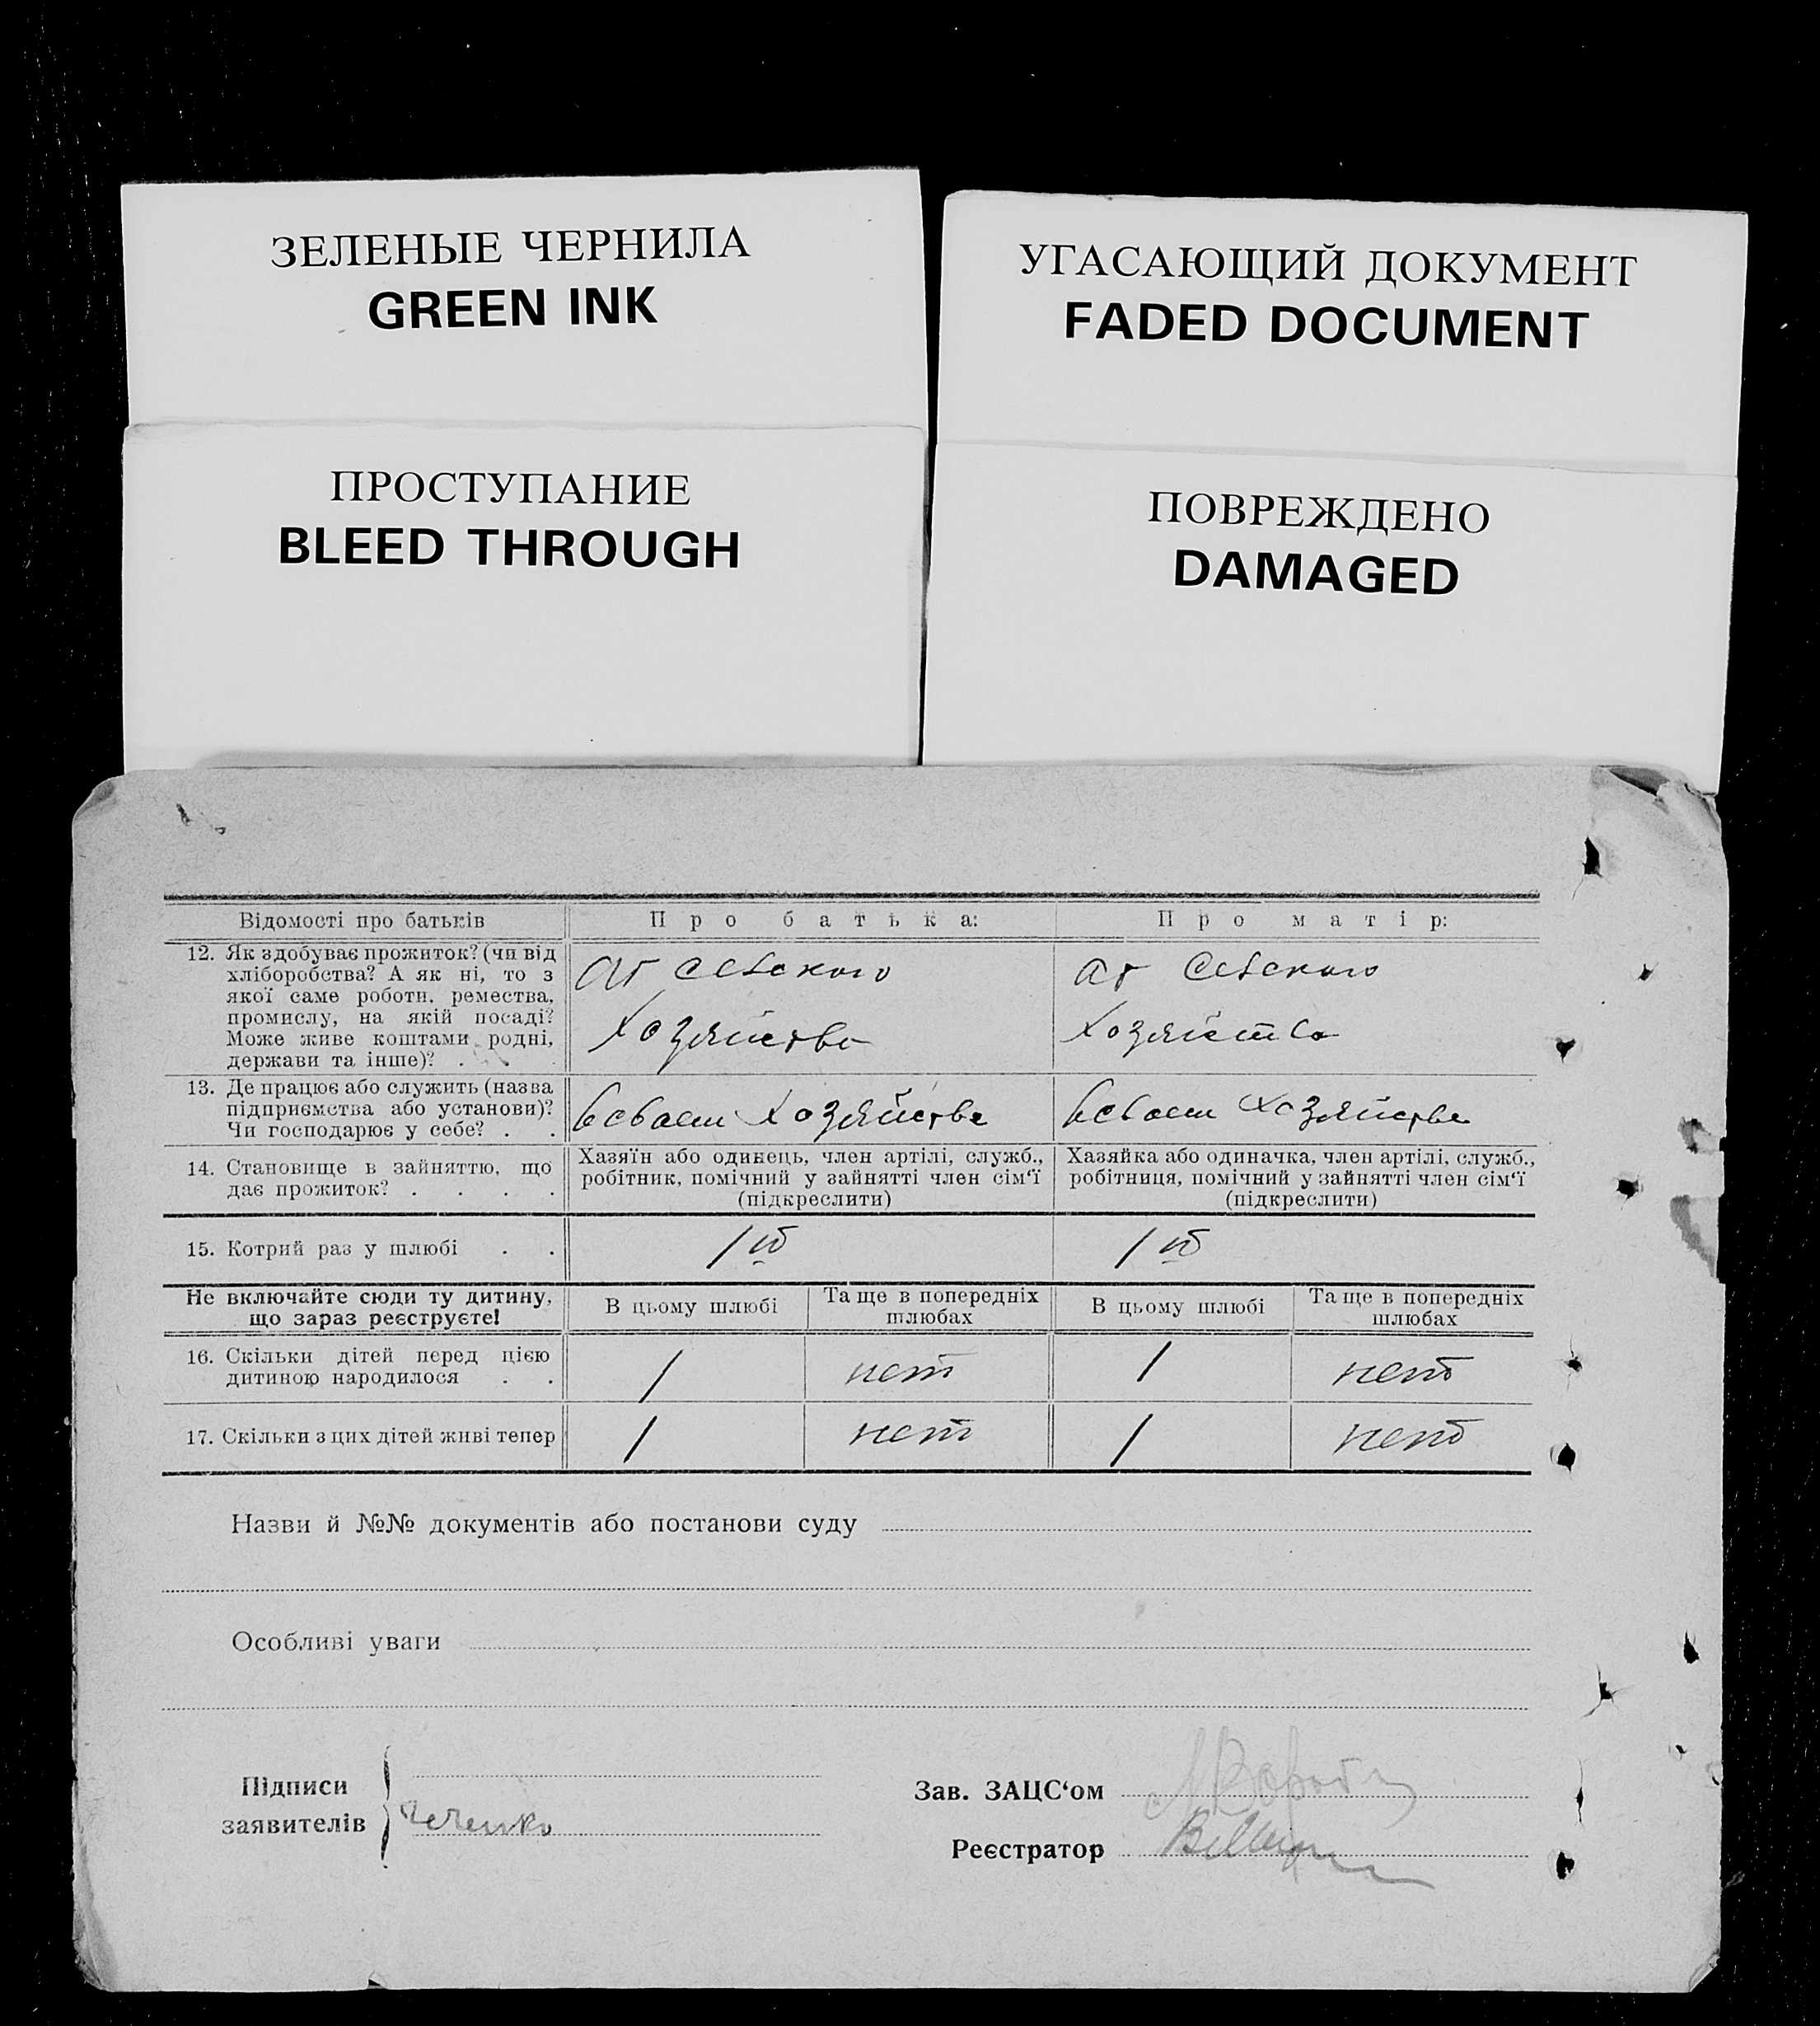 ЗЕЛЕНЫЕ ЧЕРНИЛА
GREEN INK
УГАСАЮЩИЙ ДОКУМЕНТ
FADED DOCUMENT
ПРОСТУПАНИЕ
BLEED THROUGH
ПОВРЕЖДЕНО
DAMAGED
Відомості про батьків
Про батька:
Про матір:
12. Як здобуває прожиток? (чи від
хліборобства? А як ні, то з
якої саме роботи, ремества,
промислу, на якій посаді?
Може живе коштами родні,
держави та інше)? .
от сельского
хозяйства
от сельского
хозяйства
13. Де працює або служить (назва
підприємства або установи)?
Чи господарює у себе? . .
в своем хозяйстве
в своем хозяйстве
14. Становище в зайняттю, що
дає прожиток? . . . .
Хазяїн або одинець, член артілі, служб.,
робітник, помічний у зайнятті член сім‘ї
(підкреслити)
Хазяйка або одиначка, член артілі, служб.,
робітниця, помічний у зайнятті член сім‘ї
(підкреслити)
15. Котрий раз у шлюбі . .
1й
1й
Не включайте сюди ту дитину,
що зараз реєструєте!
В цьому шлюбі
Та ще в попередніх
шлюбах
В цьому шлюбі
Та ще в попередніх
шлюбах
16. Скільки дітей перед цією
дитиною народилося . .
1
нет
1
нет
17. Скільки з цих дітей живі тепер
1
нет
1
нет
Назви й №№ документів або постанови суду
Особливі уваги
Підписи
заявителів
Зав. ЗАЦС‘ом
Реєстратор